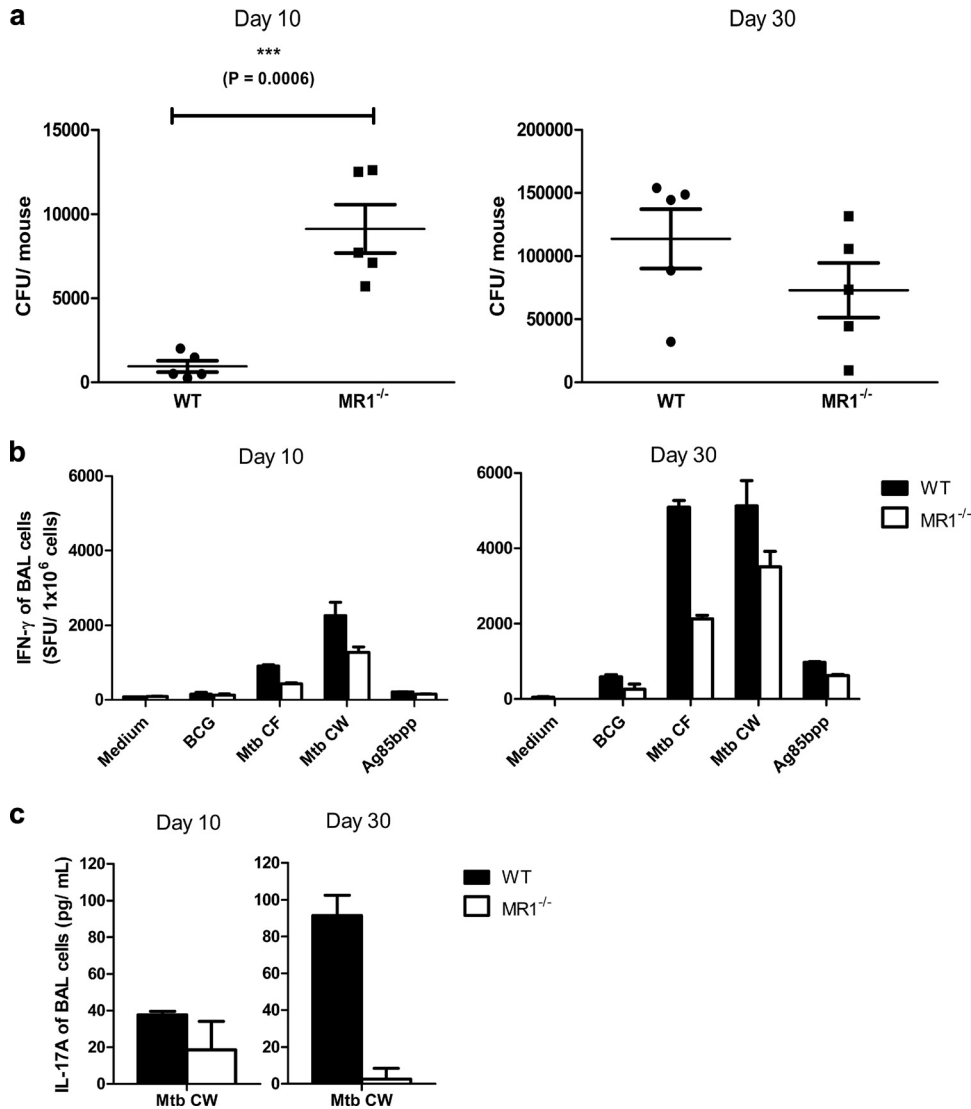 a
Day 10
Day 30
***
(P = 0.0006)
CFU/ mouse
15000
10000
5000
0
WT
MR1-/-
CFU/ mouse
200000
150000
100000
50000
0
WT
MR1-/-
b
Day 10
Day 30
IFN-γ of BAL cells
(SFU/ 1x10⁶ cells)
6000
4000
2000
0
Medium
BCG
Mtb CF
Mtb CW
Ag85bpp
6000
4000
2000
0
Medium
BCG
Mtb CF
Mtb CW
Ag85bpp
WT
MR1-/-
c
Day 10
Day 30
IL-17A of BAL cells (pg/ mL)
120
100
80
60
40
20
0
Mtb CW
120
100
80
60
40
20
0
Mtb CW
WT
MR1-/-